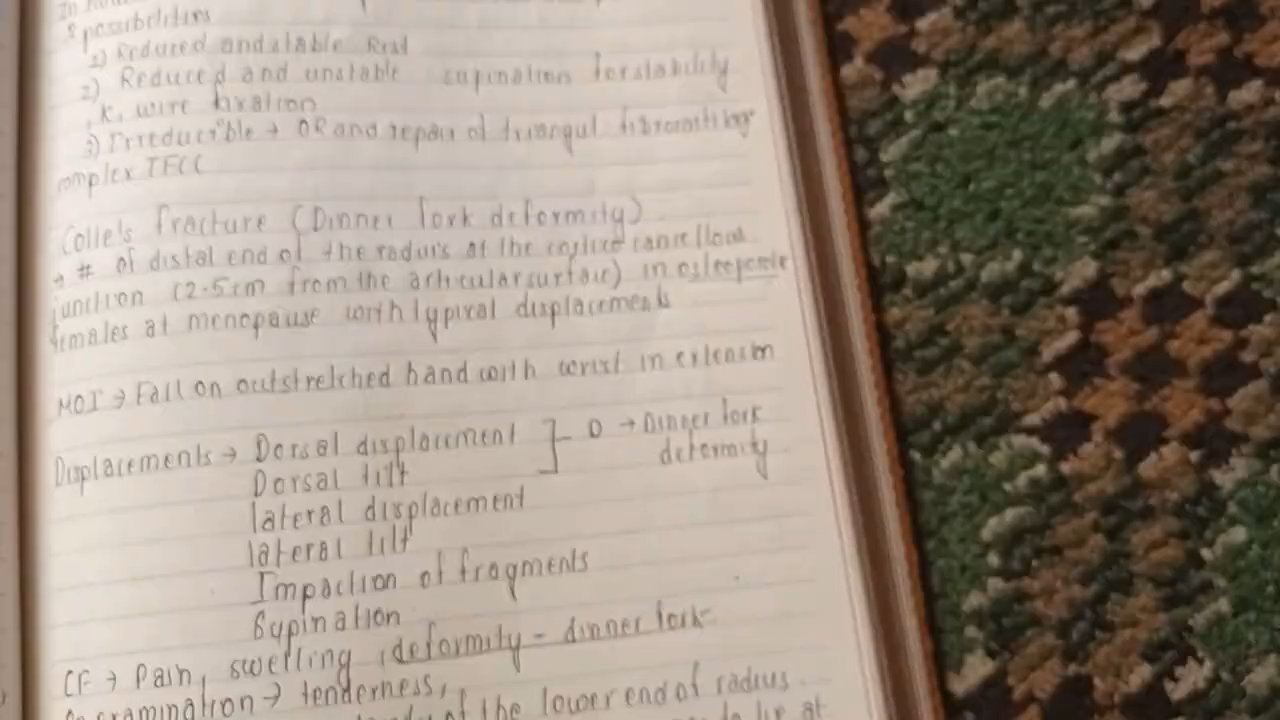 possibilities
1) Reduced and stable Rest
2) Reduced and unstable supination for stability
K. wire fixation
3) Irreducible → OR and repair of triangul fibrocartilage
complex TFCC
Colle's fracture (Dinner fork deformity)
→ # of distal end of the raduis at the cortico cancellous
junction (2.5cm from the articular surface) in osteoporotic
females at menopause with typical displacements
MOI → Fall on outstretched hand with wrist in extension
Displacements → Dorsal displacement ]- D → Dinner fork
Dorsal tilt deformity
lateral displacement
lateral tilt
Impaction of fragments
Supination
CF → Pain, swelling, deformity - dinner fork
On examination → tenderness,
of the lower end of radius
to lie at